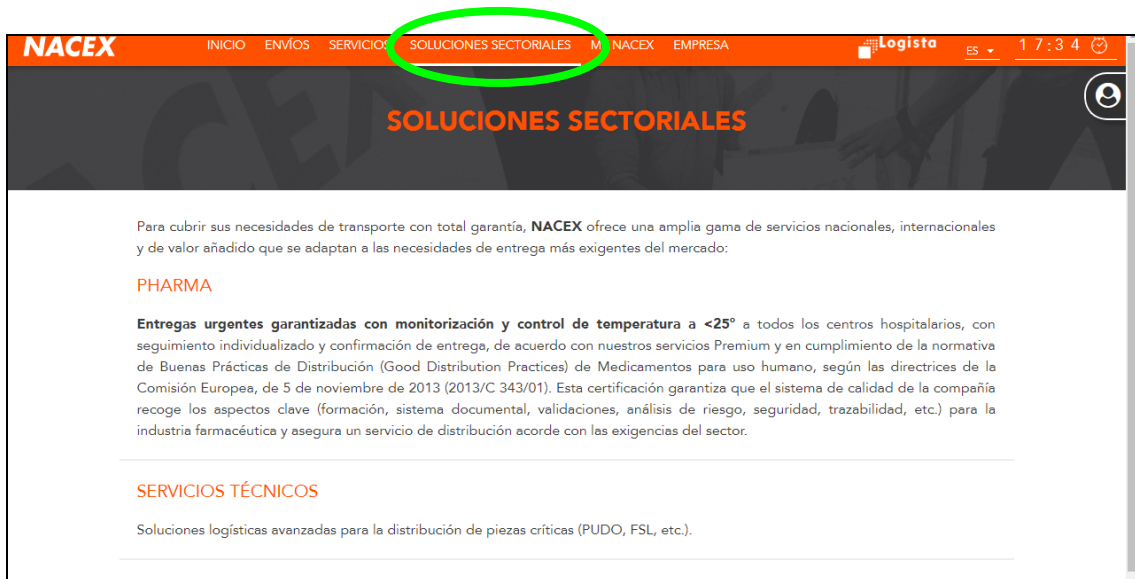 NACEX INICIO ENVÍOS SERVICIOS SOLUCIONES SECTORIALES NACEX EMPRESA Logista ES 17:34
SOLUCIONES SECTORIALES
Para cubrir sus necesidades de transporte con total garantía, NACEX ofrece una amplia gama de servicios nacionales, internacionales
y de valor añadido que se adaptan a las necesidades de entrega más exigentes del mercado:
PHARMA
Entregas urgentes garantizadas con monitorización y control de temperatura a <25° a todos los centros hospitalarios, con
seguimiento individualizado y confirmación de entrega, de acuerdo con nuestros servicios Premium y en cumplimiento de la normativa
de Buenas Prácticas de Distribución (Good Distribution Practices) de Medicamentos para uso humano, según las directrices de la
Comisión Europea, de 5 de noviembre de 2013 (2013/C 343/01). Esta certificación garantiza que el sistema de calidad de la compañía
recoge los aspectos clave (formación, sistema documental, validaciones, análisis de riesgo, seguridad, trazabilidad, etc.) para la
industria farmacéutica y asegura un servicio de distribución acorde con las exigencias del sector.
SERVICIOS TÉCNICOS
Soluciones logísticas avanzadas para la distribución de piezas críticas (PUDO, FSL, etc.).